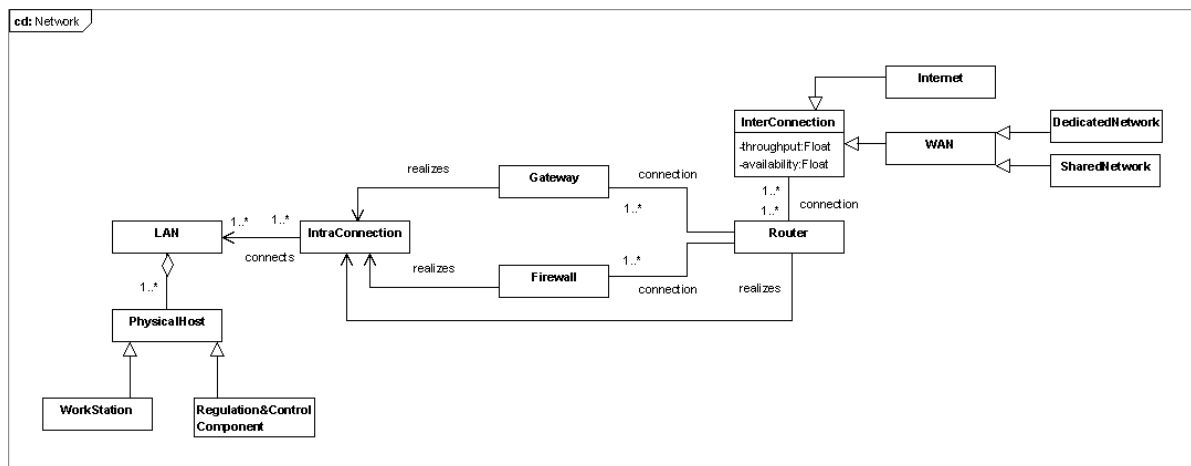 cd: Network
Internet
InterConnection
-throughput:Float
-availability:Float
WAN
DedicatedNetwork
SharedNetwork
realizes
Gateway
connection
1..*
1..*
1..*
connection
LAN
1..*
1..*
connects
IntraConnection
Router
realizes
Firewall
1..*
connection
realizes
1..*
PhysicalHost
WorkStation
Regulation&Control
Component